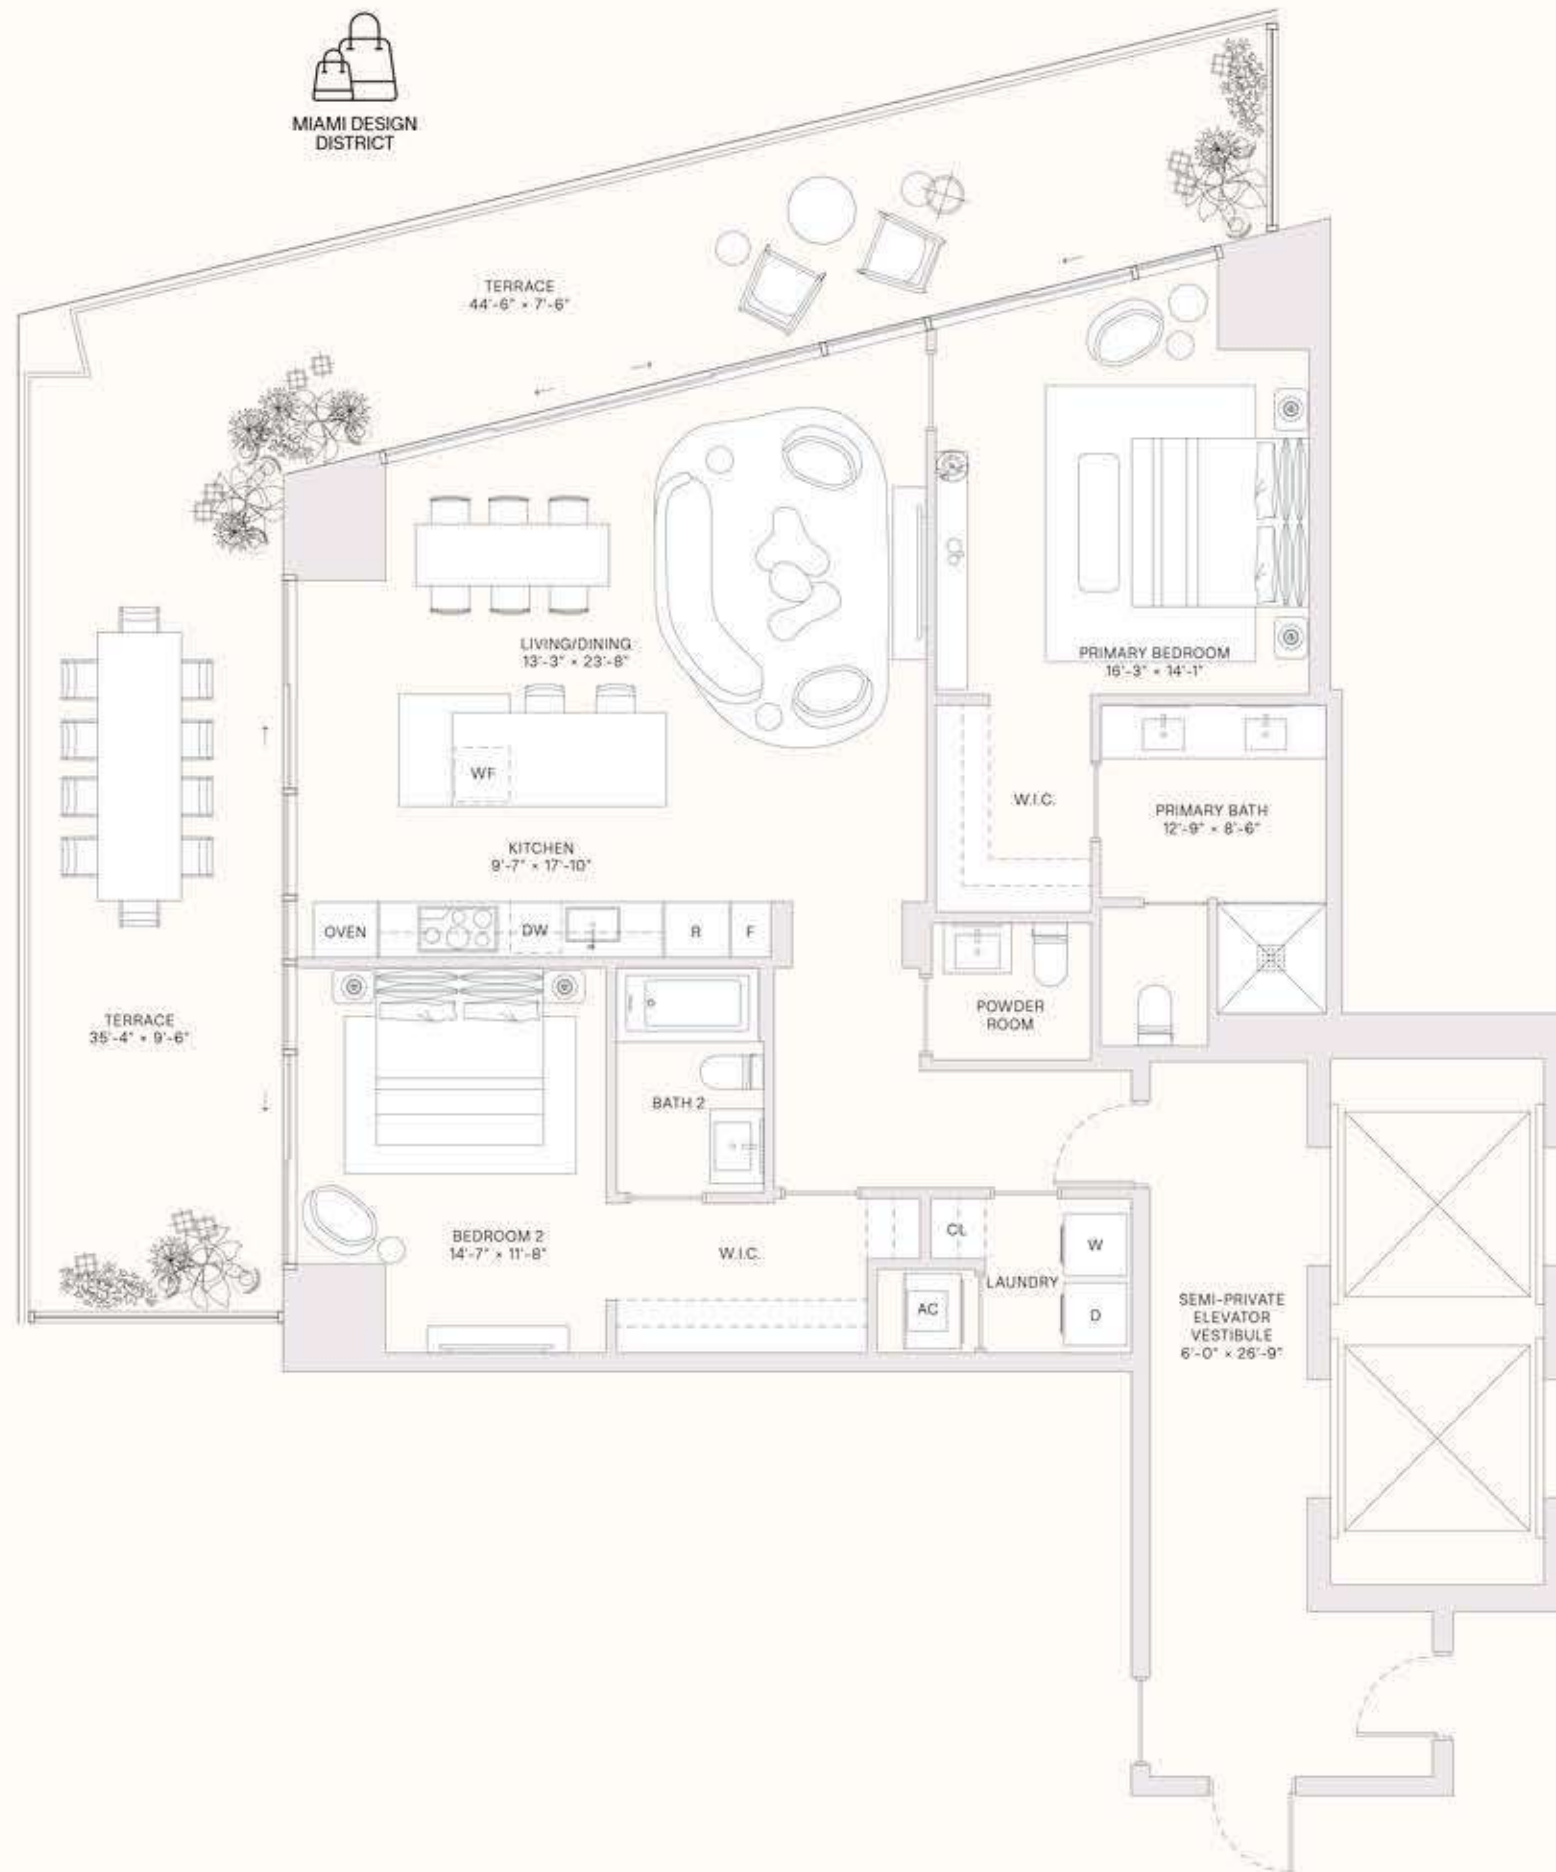 MIAMI DESIGN
DISTRICT
TERRACE
44'-6" × 7'-6"
LIVING/DINING
13'-3" × 23'-8"
PRIMARY BEDROOM
16'-3" × 14'-1"
WF
W.I.C.
PRIMARY BATH
12'-9" × 8'-6"
KITCHEN
9'-7" × 17'-10"
OVEN
DW
R
F
TERRACE
35'-4" × 9'-6"
POWDER
ROOM
BATH 2
BEDROOM 2
14'-7" × 11'-8"
W.I.C.
CL
W
LAUNDRY
AC
D
SEMI-PRIVATE
ELEVATOR
VESTIBULE
6'-0" × 26'-9"